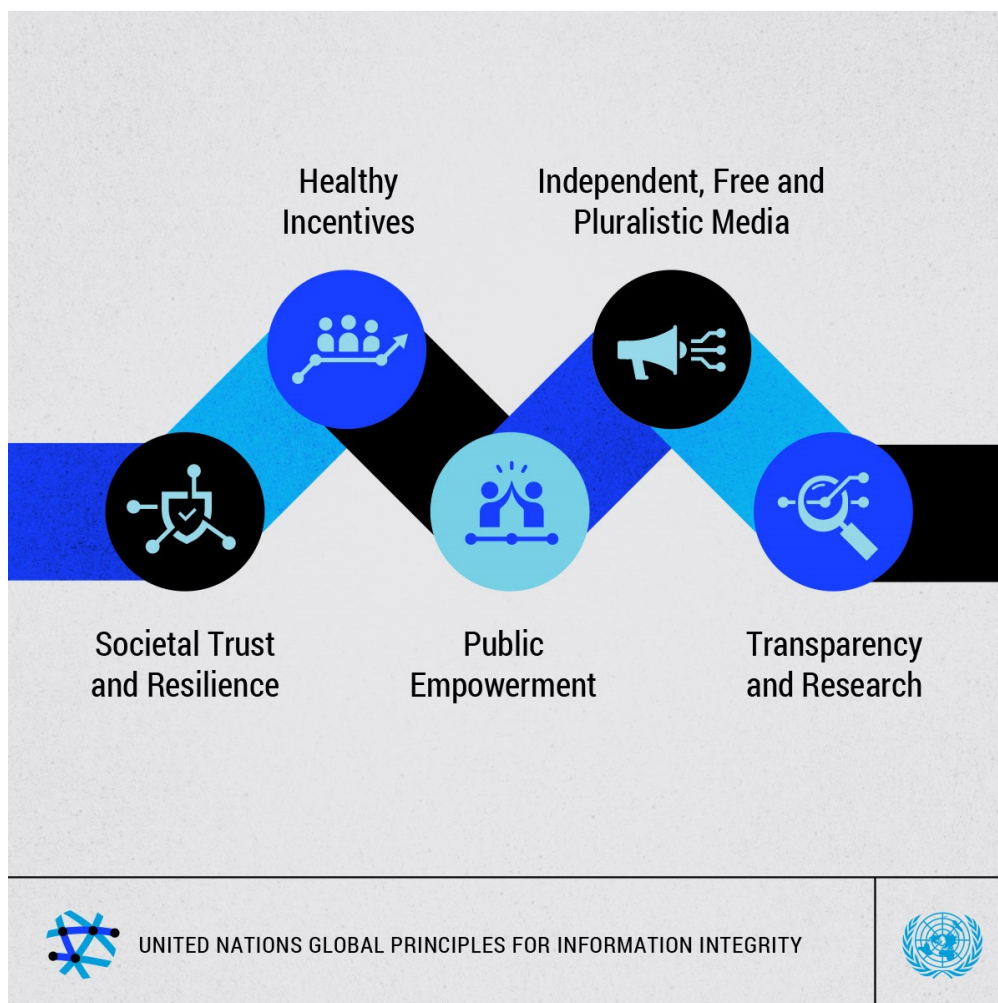 Healthy
Incentives
Independent, Free and
Pluralistic Media
Societal Trust
and Resilience
Public
Empowerment
Transparency
and Research
UNITED NATIONS GLOBAL PRINCIPLES FOR INFORMATION INTEGRITY